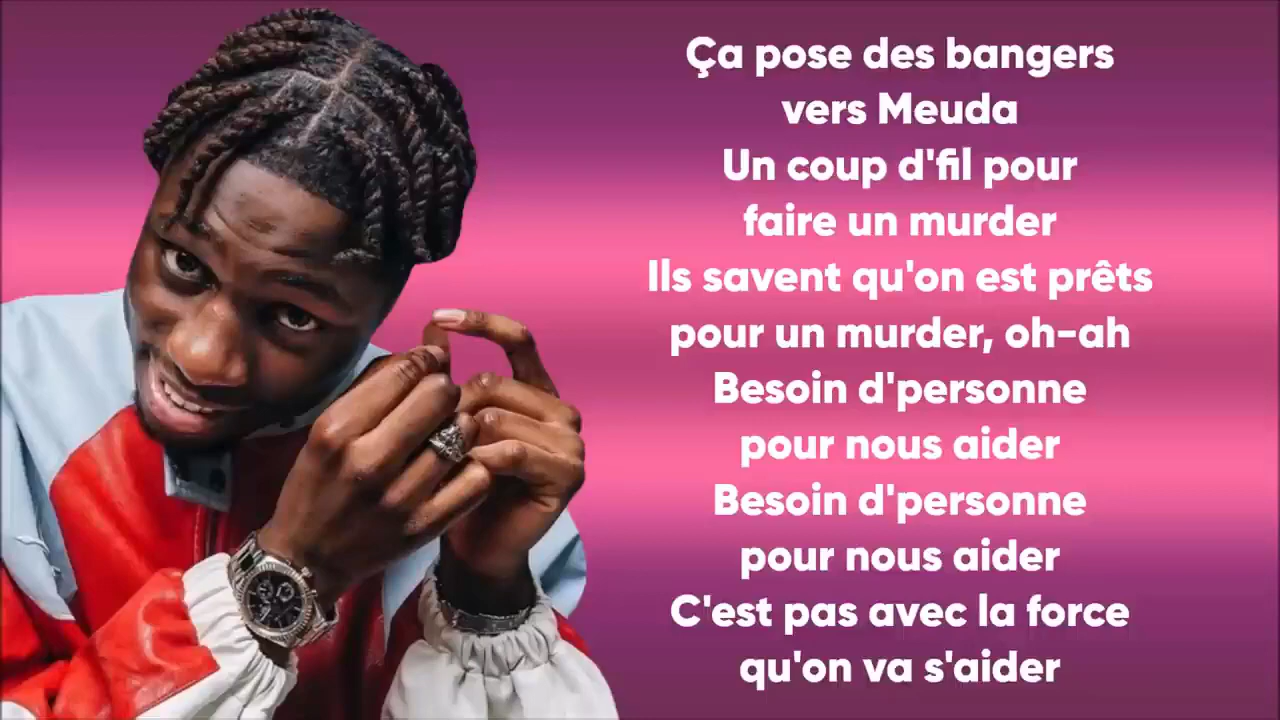 Ça pose des bangers
vers Meuda
Un coup d'fil pour
faire un murder
Ils savent qu'on est prêts
pour un murder, oh-ah
Besoin d'personne
pour nous aider
Besoin d'personne
pour nous aider
C'est pas avec la force
qu'on va s'aider